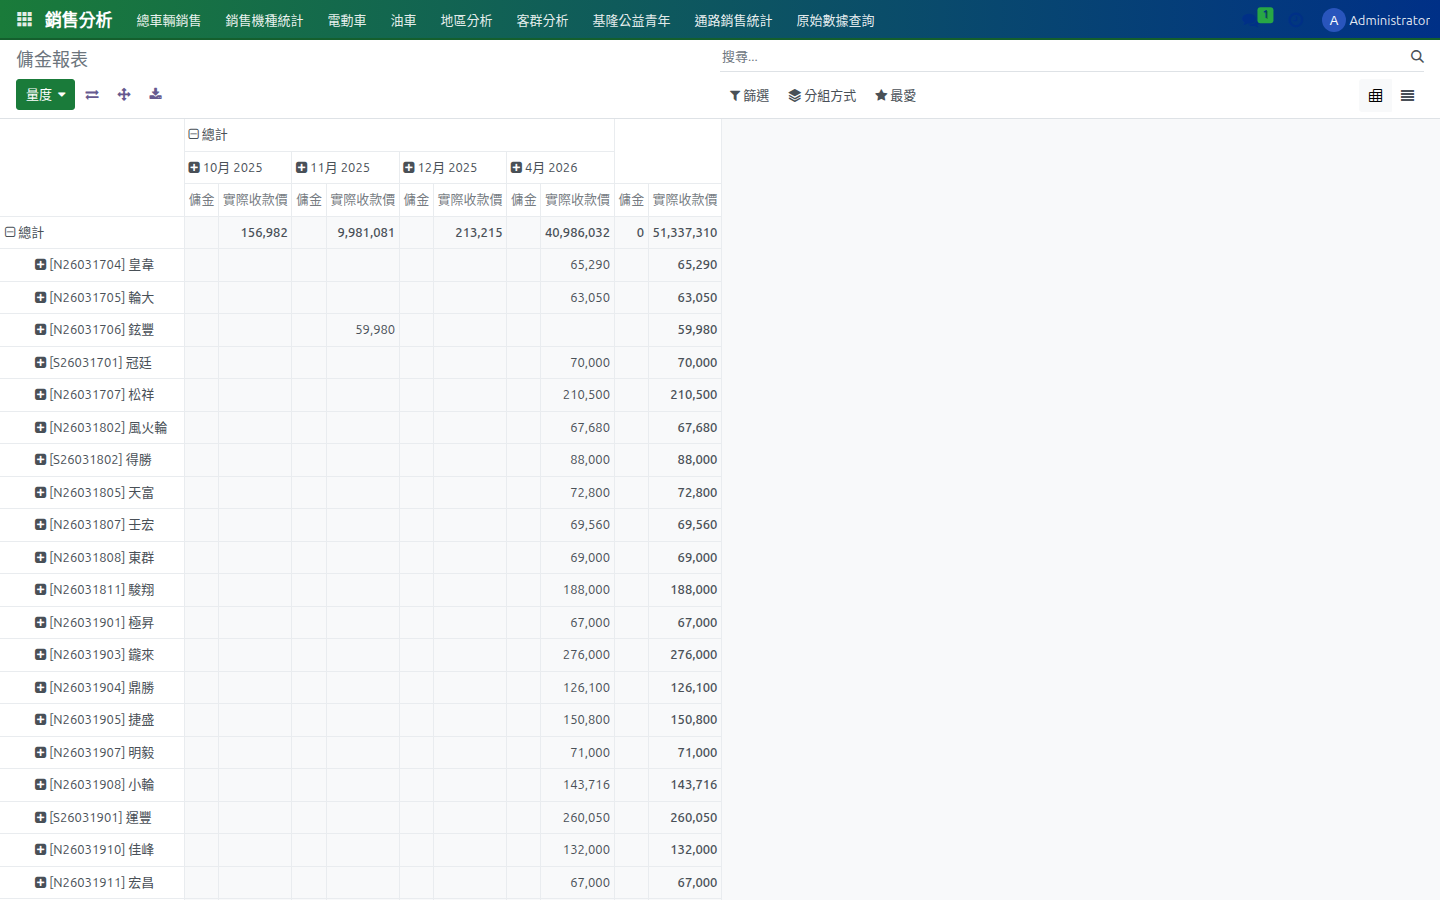 銷售分析 總車輛銷售 銷售機種統計 電動車 油車 地區分析 客群分析 基隆公益青年 通路銷售統計 原始數據查詢 1 A Administrator
傭金報表 搜尋...
量度 篩選 分組方式 最愛
總計
10月 2025 11月 2025 12月 2025 4月 2026
傭金 實際收款價 傭金 實際收款價 傭金 實際收款價 傭金 實際收款價 傭金 實際收款價
總計 156,982 9,981,081 213,215 40,986,032 0 51,337,310
[N26031704] 皇韋 65,290 65,290
[N26031705] 輪大 63,050 63,050
[N26031706] 鉉豐 59,980 59,980
[S26031701] 冠廷 70,000 70,000
[N26031707] 松祥 210,500 210,500
[N26031802] 風火輪 67,680 67,680
[S26031802] 得勝 88,000 88,000
[N26031805] 天富 72,800 72,800
[N26031807] 王宏 69,560 69,560
[N26031808] 東群 69,000 69,000
[N26031811] 駿翔 188,000 188,000
[N26031901] 極昇 67,000 67,000
[N26031903] 鑨來 276,000 276,000
[N26031904] 鼎勝 126,100 126,100
[N26031905] 捷盛 150,800 150,800
[N26031907] 明毅 71,000 71,000
[N26031908] 小輪 143,716 143,716
[S26031901] 運豐 260,050 260,050
[N26031910] 佳峰 132,000 132,000
[N26031911] 宏昌 67,000 67,000